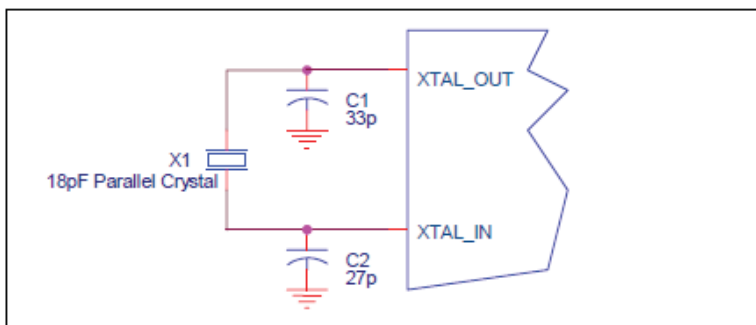 XTAL_OUT
C1
33p
X1
18pF Parallel Crystal
XTAL_IN
C2
27p